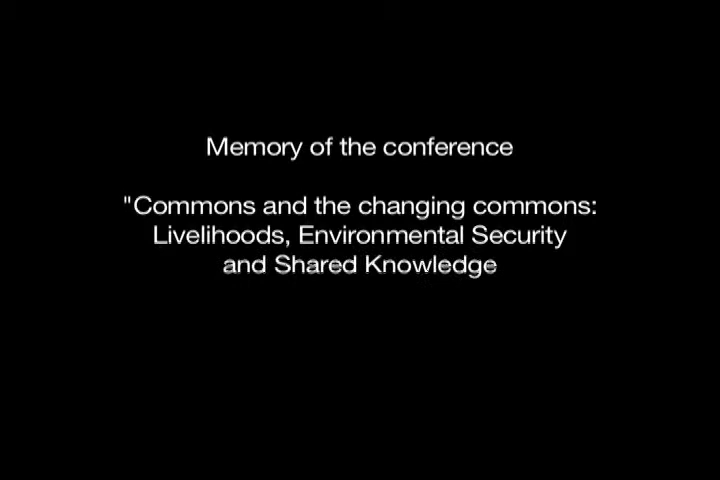 Memory of the conference
"Commons and the changing commons:
Livelihoods, Environmental Security
and Shared Knowledge